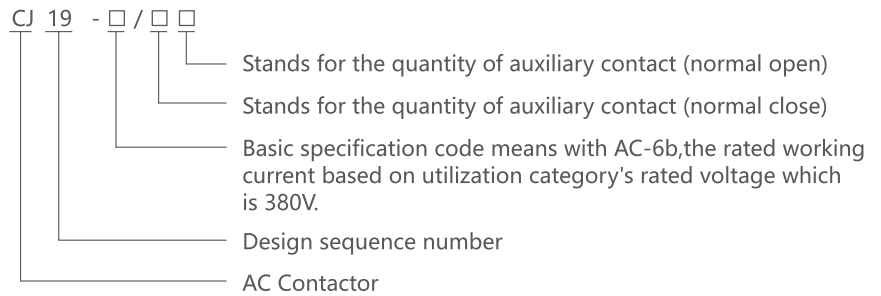 CJ 19 - □ / □ □
Stands for the quantity of auxiliary contact (normal open)
Stands for the quantity of auxiliary contact (normal close)
Basic specification code means with AC-6b,the rated working
current based on utilization category's rated voltage which
is 380V.
Design sequence number
AC Contactor